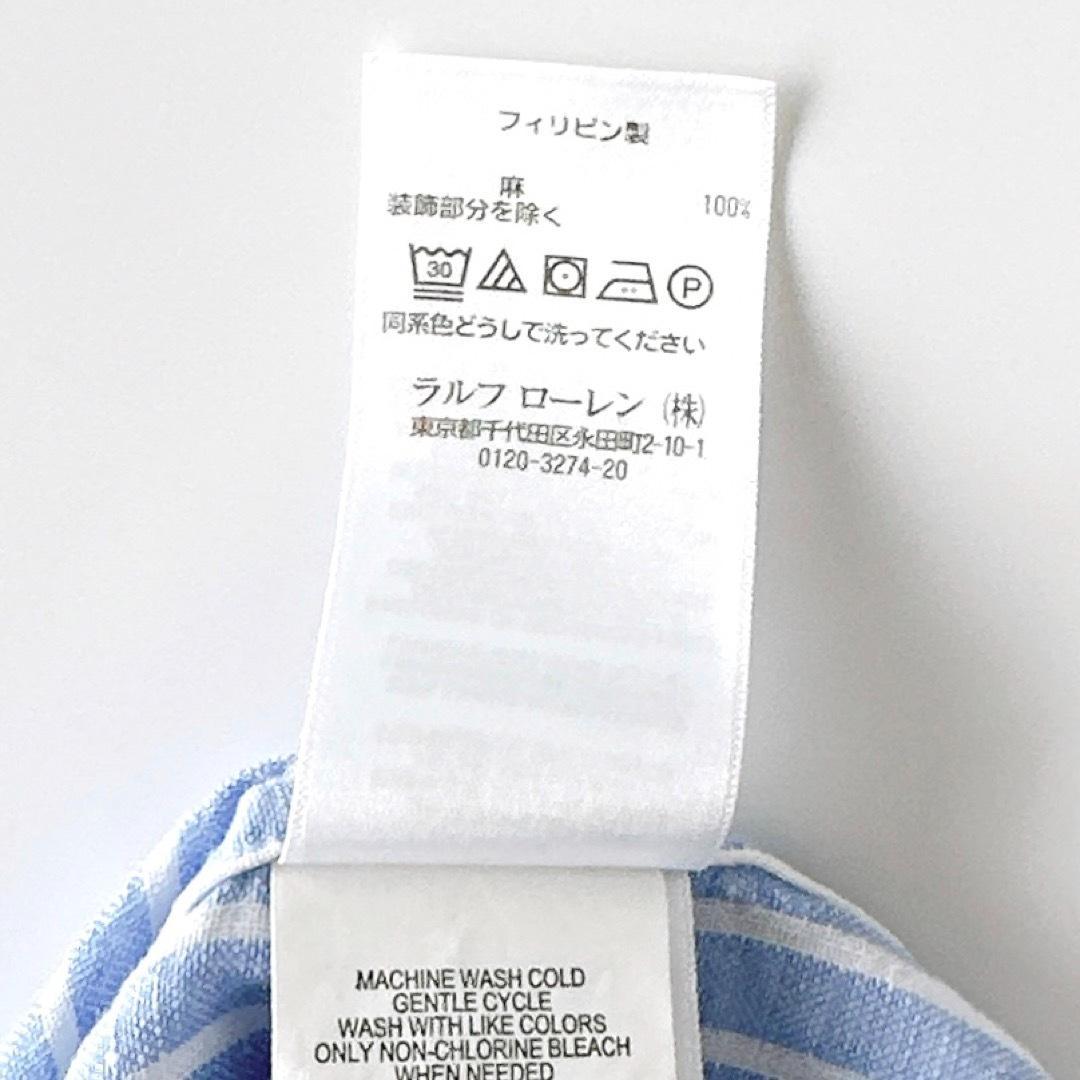 フィリピン製
麻 100%
装飾部分を除く
30 P
同系色どうしで洗ってください
ラルフ ローレン (株)
東京都千代田区永田町2-10-1
0120-3274-20
MACHINE WASH COLD
GENTLE CYCLE
WASH WITH LIKE COLORS
ONLY NON-CHLORINE BLEACH
WHEN NEEDED